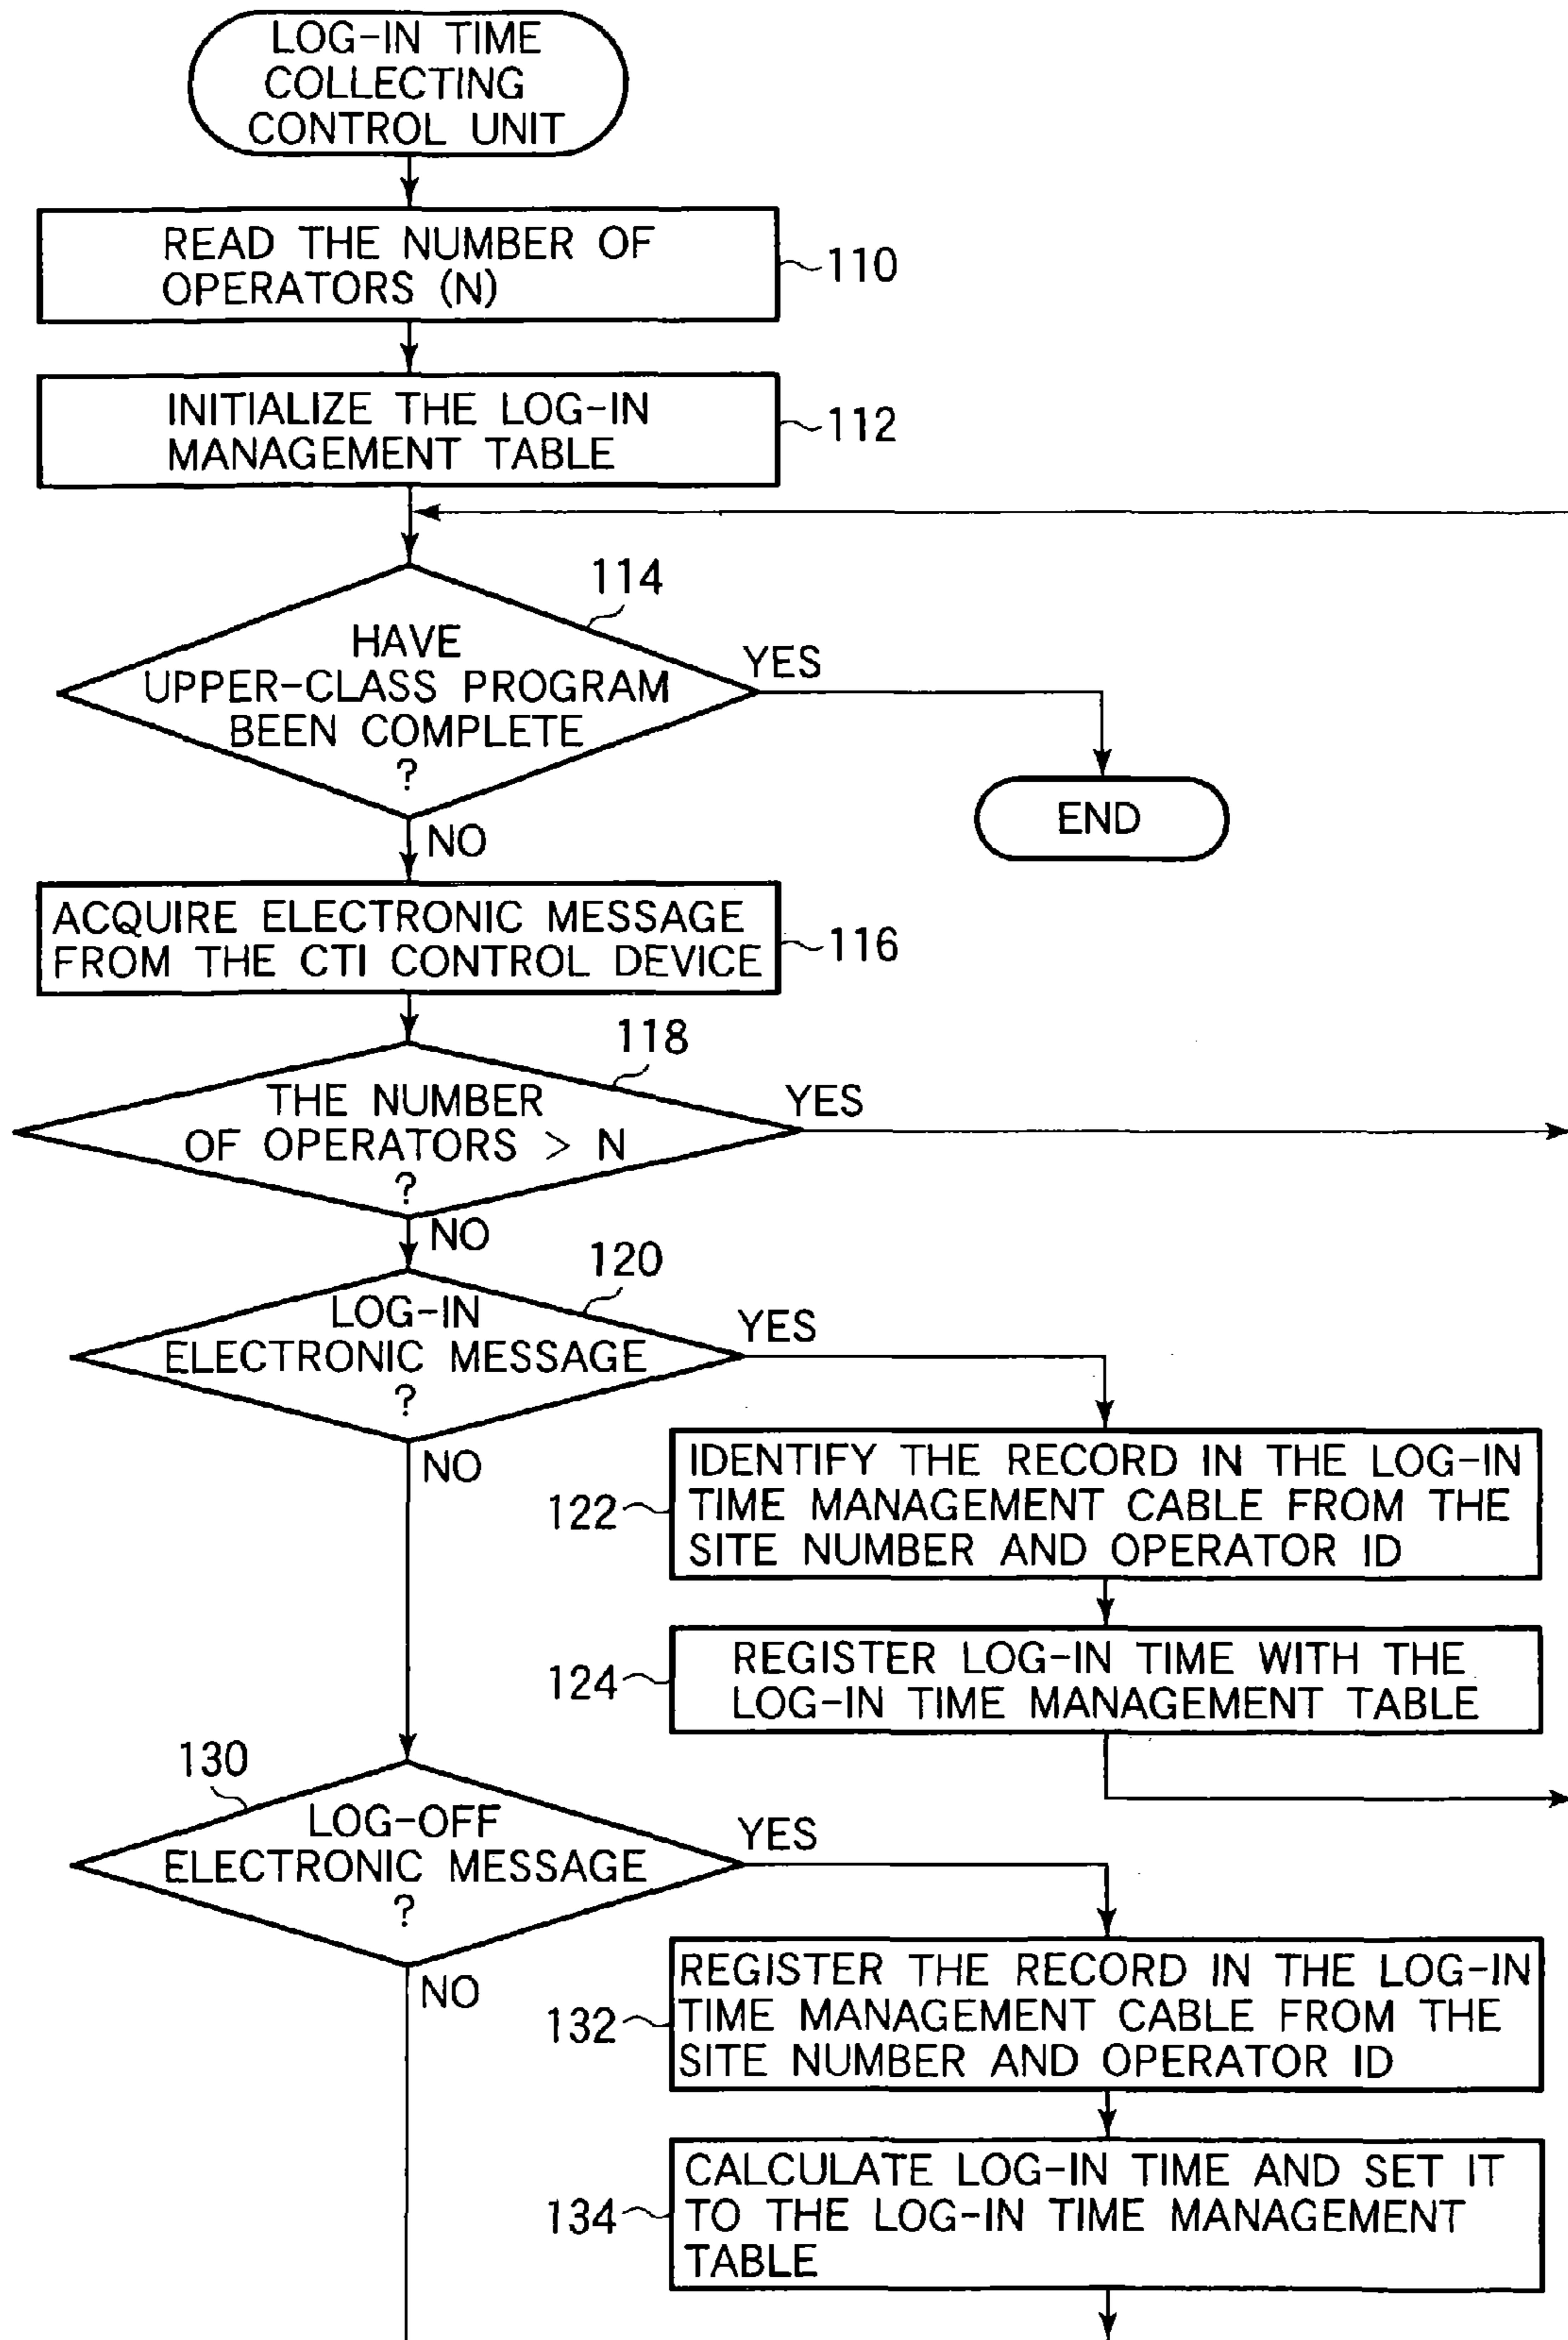 LOG-IN TIME
COLLECTING
CONTROL UNIT
READ THE NUMBER OF
OPERATORS (N)
110
INITIALIZE THE LOG-IN
MANAGEMENT TABLE
112
114
HAVE
UPPER-CLASS PROGRAM
BEEN COMPLETE
?
YES
END
NO
ACQUIRE ELECTRONIC MESSAGE
FROM THE CTI CONTROL DEVICE
116
118
THE NUMBER
OF OPERATORS > N
?
YES
NO
120
LOG-IN
ELECTRONIC MESSAGE
?
YES
NO
IDENTIFY THE RECORD IN THE LOG-IN
TIME MANAGEMENT CABLE FROM THE
SITE NUMBER AND OPERATOR ID
122
REGISTER LOG-IN TIME WITH THE
LOG-IN TIME MANAGEMENT TABLE
124
130
LOG-OFF
ELECTRONIC MESSAGE
?
YES
NO
REGISTER THE RECORD IN THE LOG-IN
TIME MANAGEMENT CABLE FROM THE
SITE NUMBER AND OPERATOR ID
132
CALCULATE LOG-IN TIME AND SET IT
TO THE LOG-IN TIME MANAGEMENT
TABLE
134